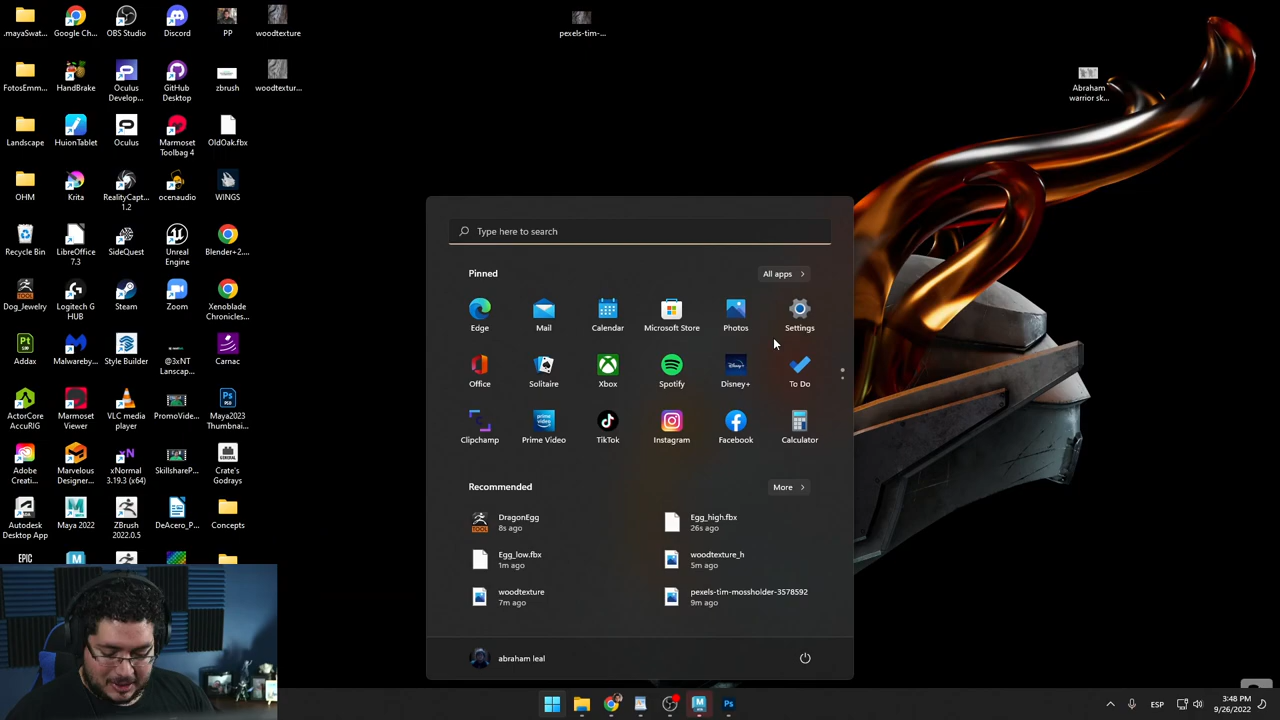 .mayaSwat...
Google Ch...
OBS Studio
Discord
PP
woodtexture
pexels-tim-...
FotosEmm...
HandBrake
Oculus Develop...
GitHub Desktop
zbrush
woodtextur...
Abraham warrior sk...
Landscape
HuionTablet
Oculus
Marmoset Toolbag 4
OldOak.fbx
OHM
Krita
RealityCapt... 1.2
ocenaudio
WINGS
Recycle Bin
LibreOffice 7.3
SideQuest
Unreal Engine
Blender+2....
Dog_Jewelry
Logitech G HUB
Steam
Zoom
Xenoblade Chronicles...
Addax
Malwareby...
Style Builder
@3xNT Lanscap...
Carnac
ActorCore AccuRIG
Marmoset Viewer
VLC media player
PromoVide...
Maya2023 Thumbnai...
Adobe Creati...
Marvelous Designer...
xNormal 3.19.3 (x64)
SkillshareP...
Crate's Godrays
Autodesk Desktop App
Maya 2022
ZBrush 2022.0.5
DeAcero_P...
Concepts
EPIC
Type here to search
Pinned
All apps
Edge
Mail
Calendar
Microsoft Store
Photos
Settings
Office
Solitaire
Xbox
Spotify
Disney+
To Do
Clipchamp
Prime Video
TikTok
Instagram
Facebook
Calculator
Recommended
More
DragonEgg
8s ago
Egg_high.fbx
26s ago
Egg_low.fbx
1m ago
woodtexture_h
5m ago
woodtexture
7m ago
pexels-tim-mossholder-3578592
9m ago
abraham leal
ESP
3:48 PM
9/26/2022